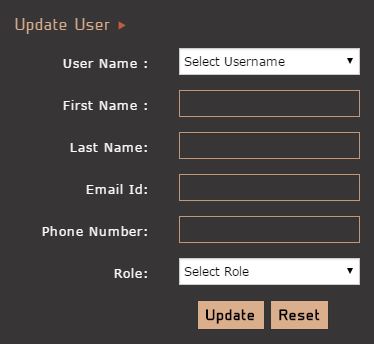 Update User
User Name : Select Username
First Name :
Last Name:
Email Id:
Phone Number:
Role: Select Role
Update Reset